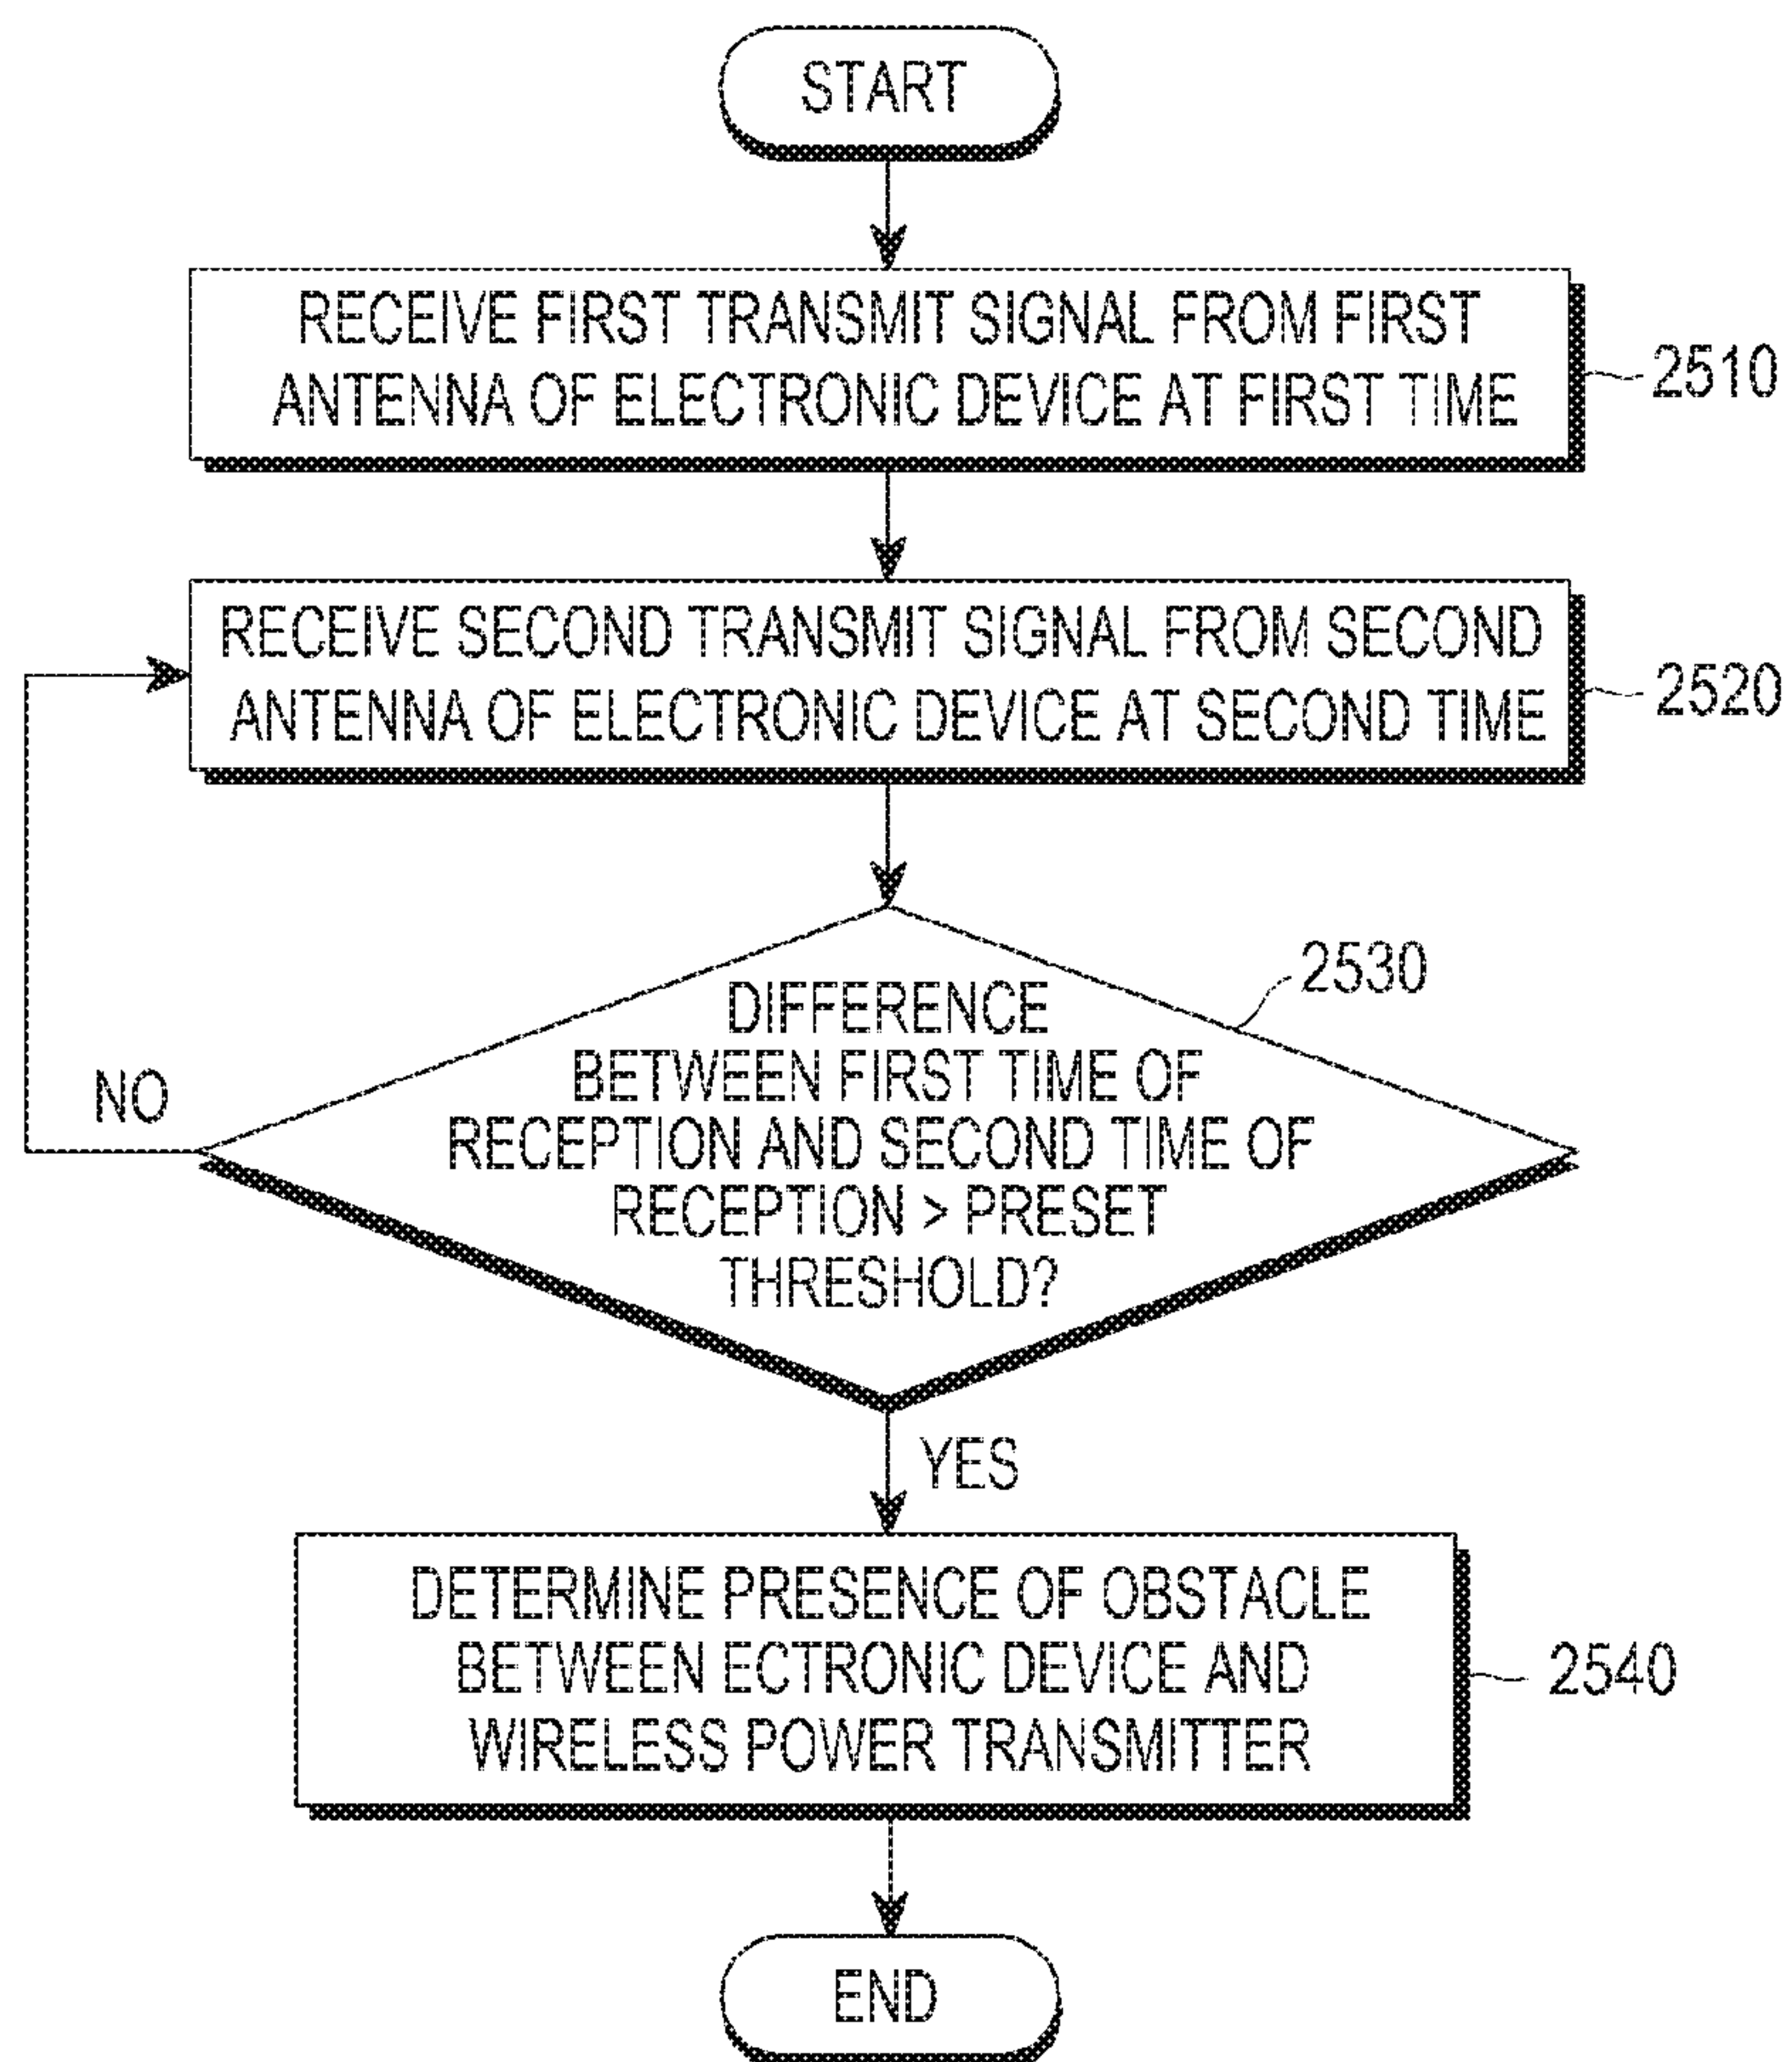 START
RECEIVE FIRST TRANSMIT SIGNAL FROM FIRST
ANTENNA OF ELECTRONIC DEVICE AT FIRST TIME
2510
RECEIVE SECOND TRANSMIT SIGNAL FROM SECOND
ANTENNA OF ELECTRONIC DEVICE AT SECOND TIME
2520
DIFFERENCE
BETWEEN FIRST TIME OF
RECEPTION AND SECOND TIME OF
RECEPTION > PRESET
THRESHOLD?
2530
NO
YES
DETERMINE PRESENCE OF OBSTACLE
BETWEEN ECTRONIC DEVICE AND
WIRELESS POWER TRANSMITTER
2540
END